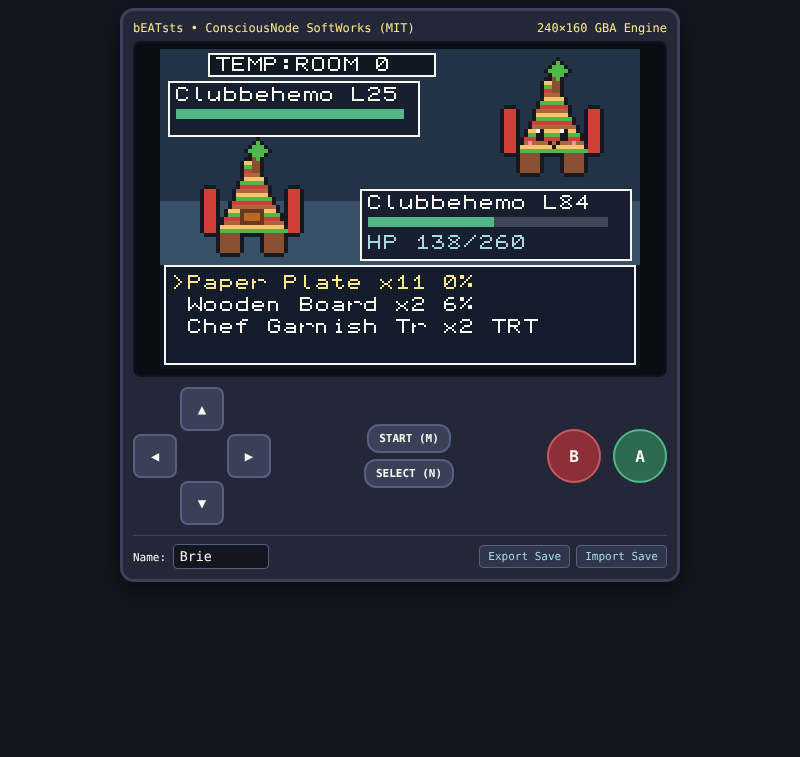 bEATsts • ConsciousNode SoftWorks (MIT)
240×160 GBA Engine
TEMP:ROOM 0
Clubbehemo L25
Clubbehemo L84
HP 138/260
>Paper Plate x11 0%
Wooden Board x2 6%
Chef Garnish Tr x2 TRT
▲
◀
▶
▼
START (M)
SELECT (N)
B
A
Name: Brie
Export Save
Import Save